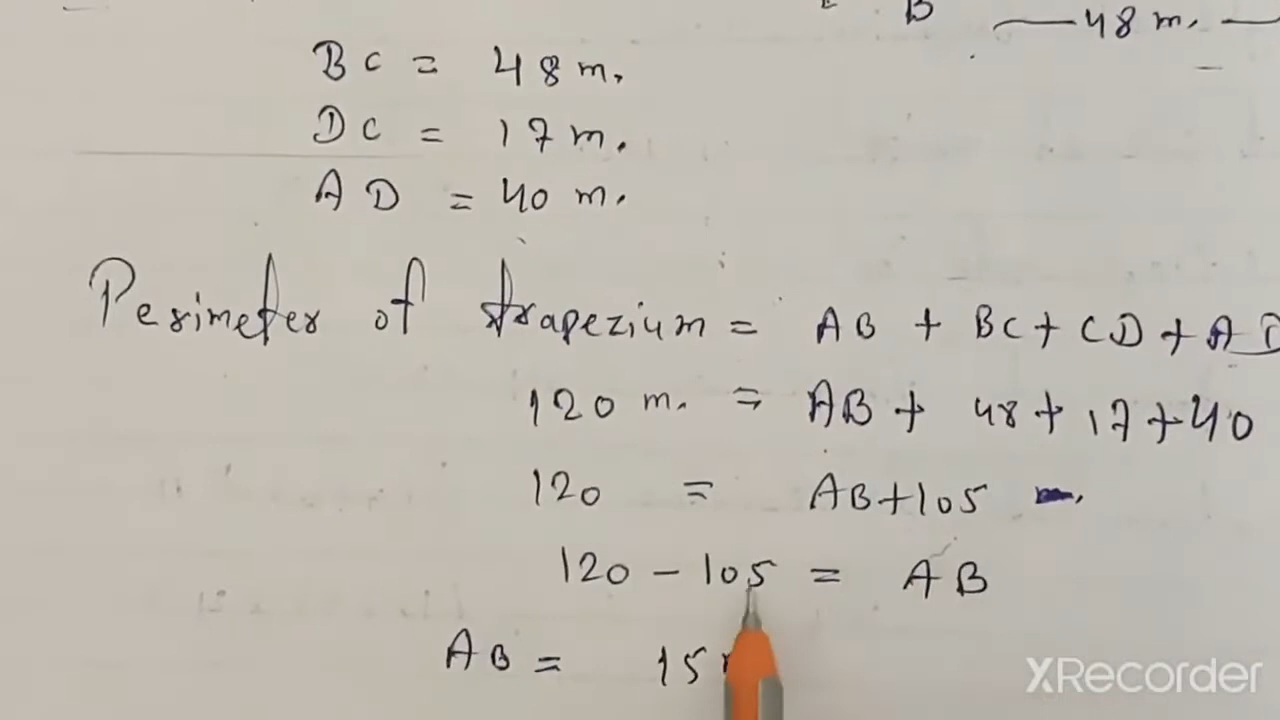 B 48 m.
BC = 48 m.
DC = 17 m.
AD = 40 m.
Perimeter of trapezium = AB + BC + CD + AD
120 m. = AB + 48 + 17 + 40
120 = AB + 105
120 - 105 = AB
AB = 15
XRecorder